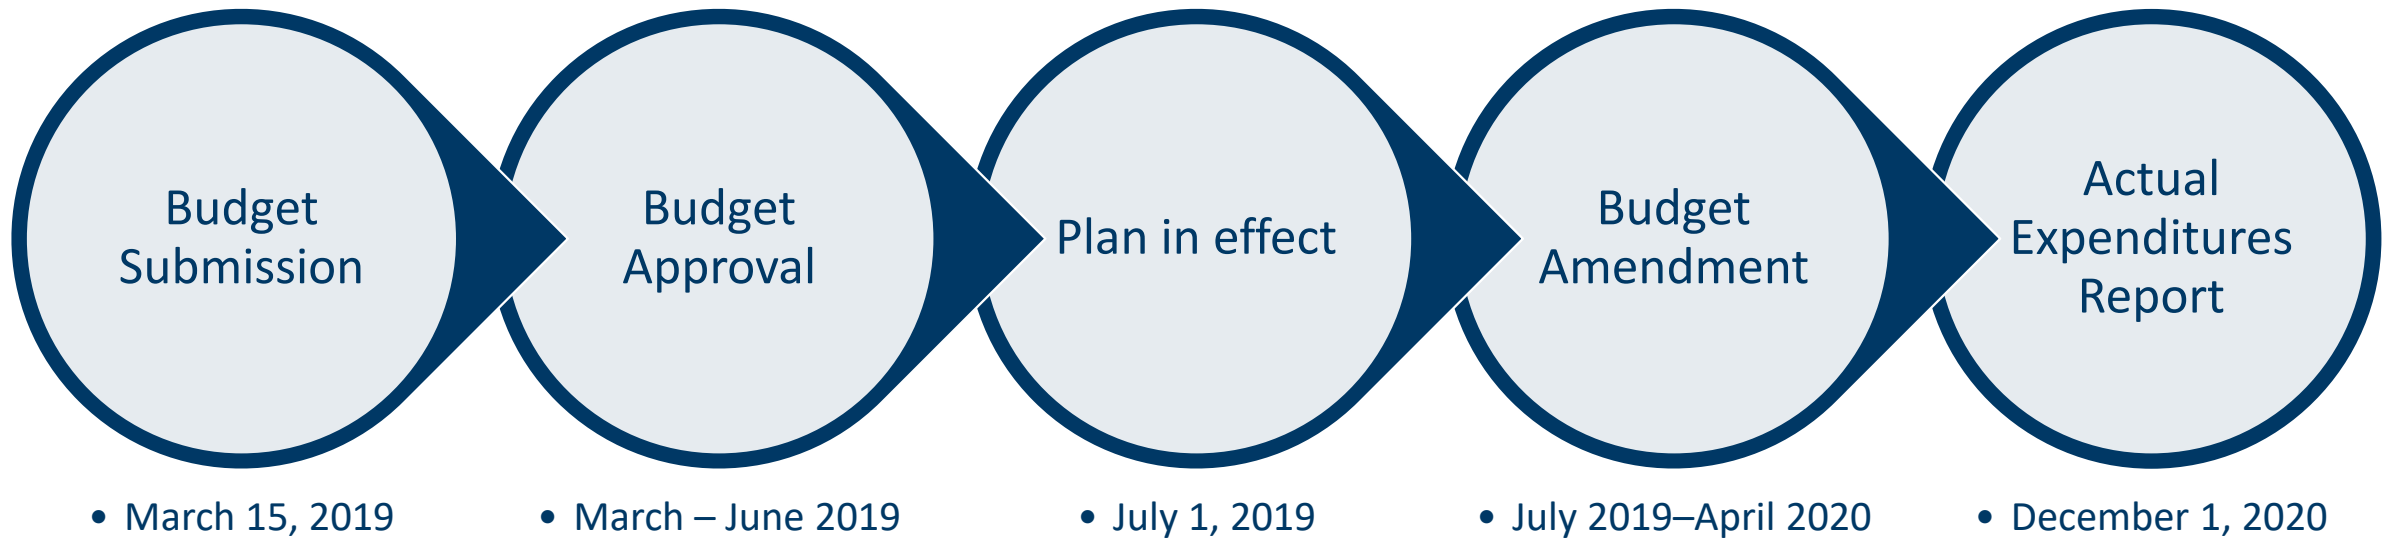 Budget
Submission
Budget
Approval
Plan in effect
Budget
Amendment
Actual
Expenditures
Report
• March 15, 2019
• March – June 2019
• July 1, 2019
• July 2019–April 2020
• December 1, 2020